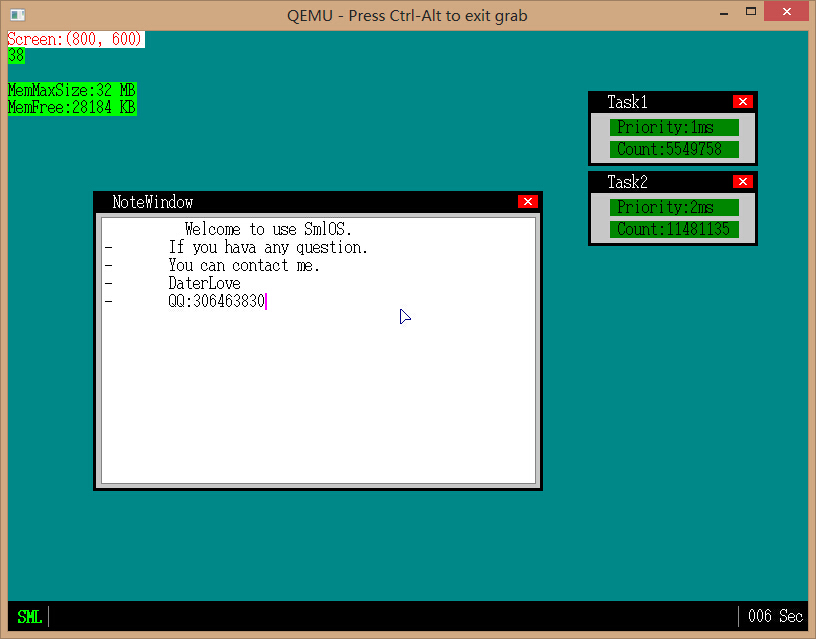 QEMU - Press Ctrl-Alt to exit grab
Screen:(800, 600)
38
MemMaxSize:32 MB
MemFree:28184 KB
Task1
Priority:1ms
Count:5549758
Task2
Priority:2ms
Count:11481135
NoteWindow
Welcome to use SmlOS.
- If you hava any question.
- You can contact me.
- DaterLove
- QQ:306463830
SML
006 Sec